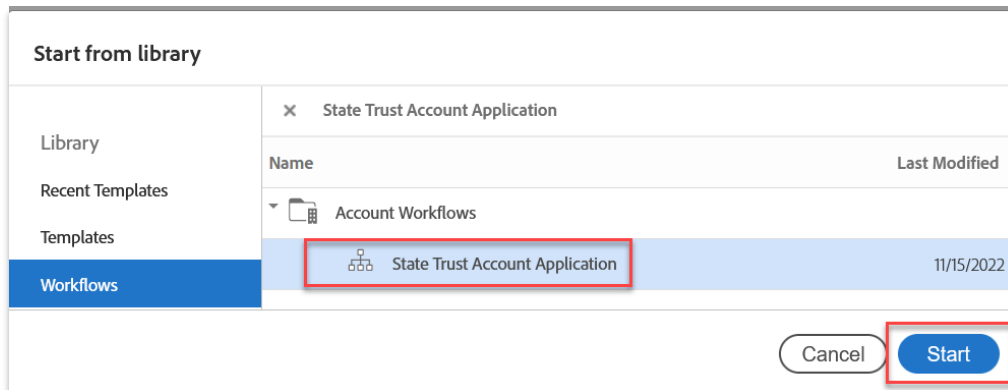 Start from library
Library
Recent Templates
Templates
Workflows
× State Trust Account Application
Name Last Modified
Account Workflows
State Trust Account Application 11/15/2022
Cancel Start